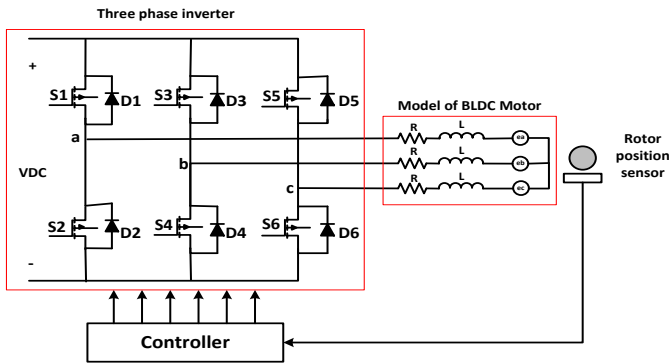 Three phase inverter
+
S1
D1
S3
D3
S5
D5
Model of BLDC Motor
a
R
L
ea
Rotor
position
sensor
VDC
b
R
L
eb
c
R
L
ec
S2
D2
S4
D4
S6
D6
-
Controller